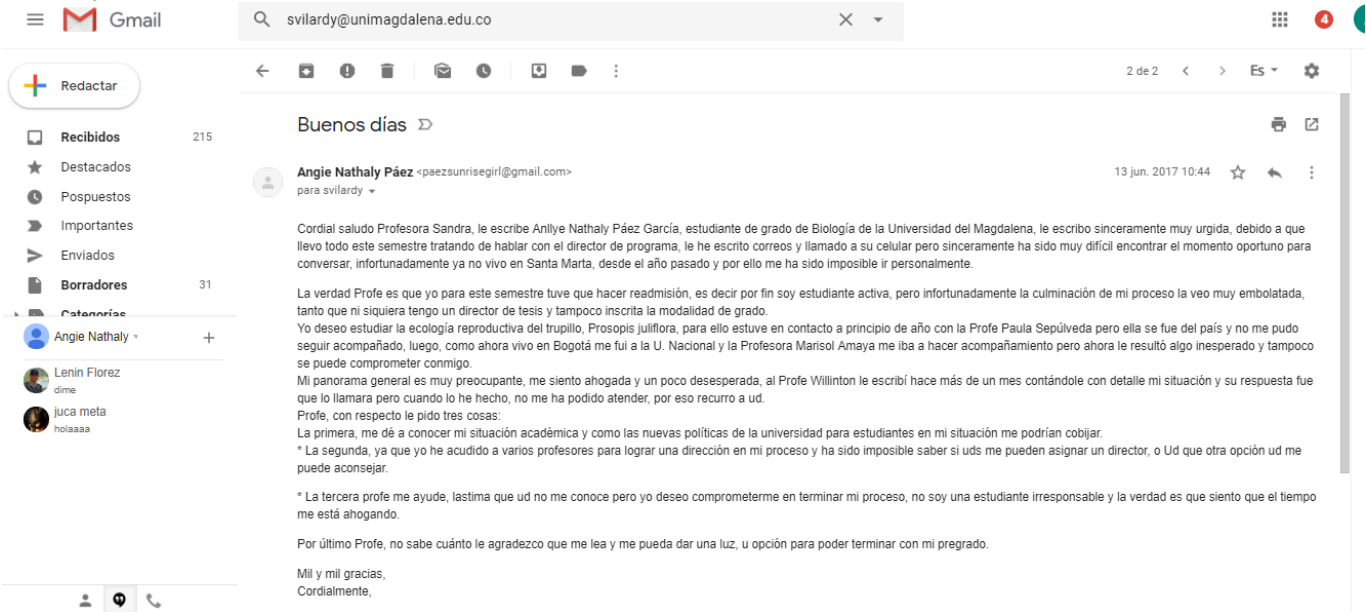 Gmail
svilardy@unimagdalena.edu.co
4
Redactar
2 de 2
Es
Recibidos 215
Destacados
Pospuestos
Importantes
Enviados
Borradores 31
Categorías
Angie Nathaly
Lenin Florez
dime
juca meta
holaaaa
Buenos días
Angie Nathaly Páez <paezsunrisegirl@gmail.com>
13 jun. 2017 10:44
para svilardy
Cordial saludo Profesora Sandra, le escribe Anllye Nathaly Páez García, estudiante de grado de Biología de la Universidad del Magdalena, le escribo sinceramente muy urgida, debido a que
llevo todo este semestre tratando de hablar con el director de programa, le he escrito correos y llamado a su celular pero sinceramente ha sido muy difícil encontrar el momento oportuno para
conversar, infortunadamente ya no vivo en Santa Marta, desde el año pasado y por ello me ha sido imposible ir personalmente.
La verdad Profe es que yo para este semestre tuve que hacer readmisión, es decir por fin soy estudiante activa, pero infortunadamente la culminación de mi proceso la veo muy embolatada,
tanto que ni siquiera tengo un director de tesis y tampoco inscrita la modalidad de grado.
Yo deseo estudiar la ecología reproductiva del trupillo, Prosopis juliflora, para ello estuve en contacto a principio de año con la Profe Paula Sepúlveda pero ella se fue del país y no me pudo
seguir acompañado, luego, como ahora vivo en Bogotá me fui a la U. Nacional y la Profesora Marisol Amaya me iba a hacer acompañamiento pero ahora le resultó algo inesperado y tampoco
se puede comprometer conmigo.
Mi panorama general es muy preocupante, me siento ahogada y un poco desesperada, al Profe Willinton le escribí hace más de un mes contándole con detalle mi situación y su respuesta fue
que lo llamara pero cuando lo he hecho, no me ha podido atender, por eso recurro a ud.
Profe, con respecto le pido tres cosas:
La primera, me dé a conocer mi situación académica y como las nuevas políticas de la universidad para estudiantes en mi situación me podrían cobijar.
* La segunda, ya que yo he acudido a varios profesores para lograr una dirección en mi proceso y ha sido imposible saber si uds me pueden asignar un director, o Ud que otra opción ud me
puede aconsejar.
* La tercera profe me ayude, lastima que ud no me conoce pero yo deseo comprometerme en terminar mi proceso, no soy una estudiante irresponsable y la verdad es que siento que el tiempo
me está ahogando.
Por último Profe, no sabe cuánto le agradezco que me lea y me pueda dar una luz, u opción para poder terminar con mi pregrado.
Mil y mil gracias,
Cordialmente,